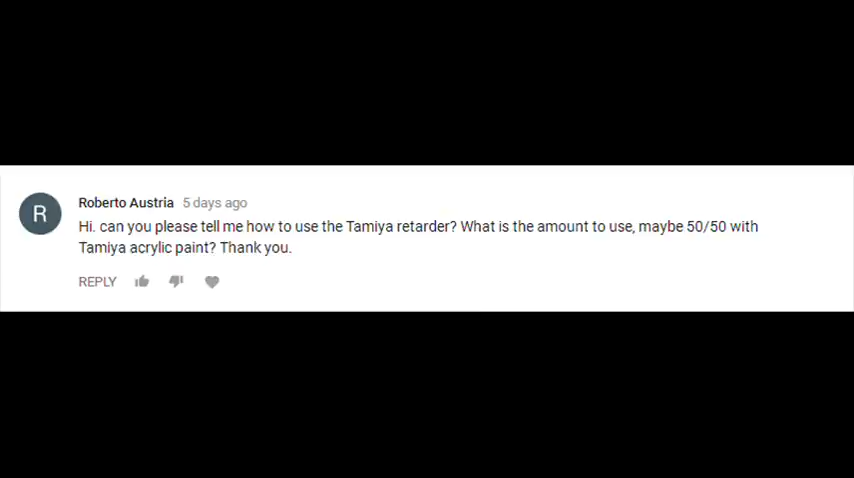 R
Roberto Austria 5 days ago
Hi. can you please tell me how to use the Tamiya retarder? What is the amount to use, maybe 50/50 with
Tamiya acrylic paint? Thank you.
REPLY